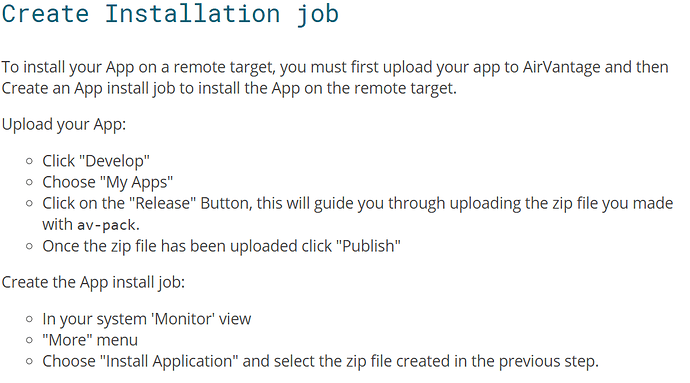 Create Installation job
To install your App on a remote target, you must first upload your app to AirVantage and then
Create an App install job to install the App on the remote target.
Upload your App:
Click "Develop"
Choose "My Apps"
Click on the "Release" Button, this will guide you through uploading the zip file you made
with av-pack.
Once the zip file has been uploaded click "Publish"
Create the App install job:
In your system 'Monitor' view
"More" menu
Choose "Install Application" and select the zip file created in the previous step.